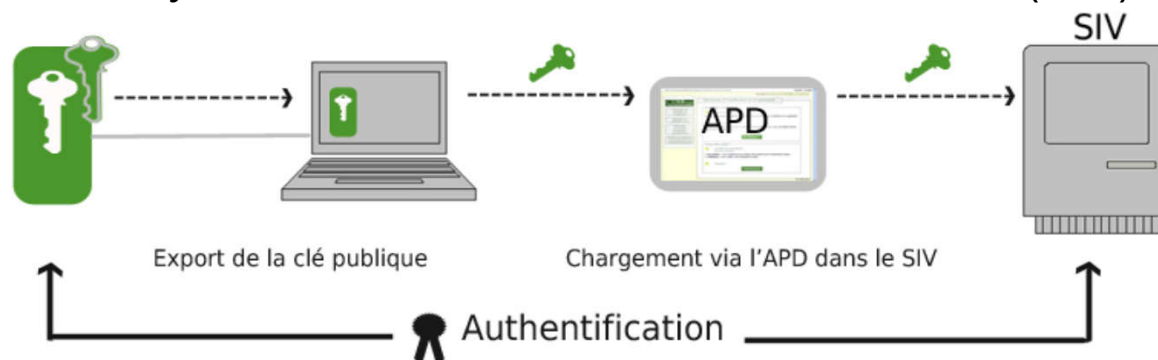 SIV
APD
Export de la clé publique
Chargement via l'APD dans le SIV
Authentification